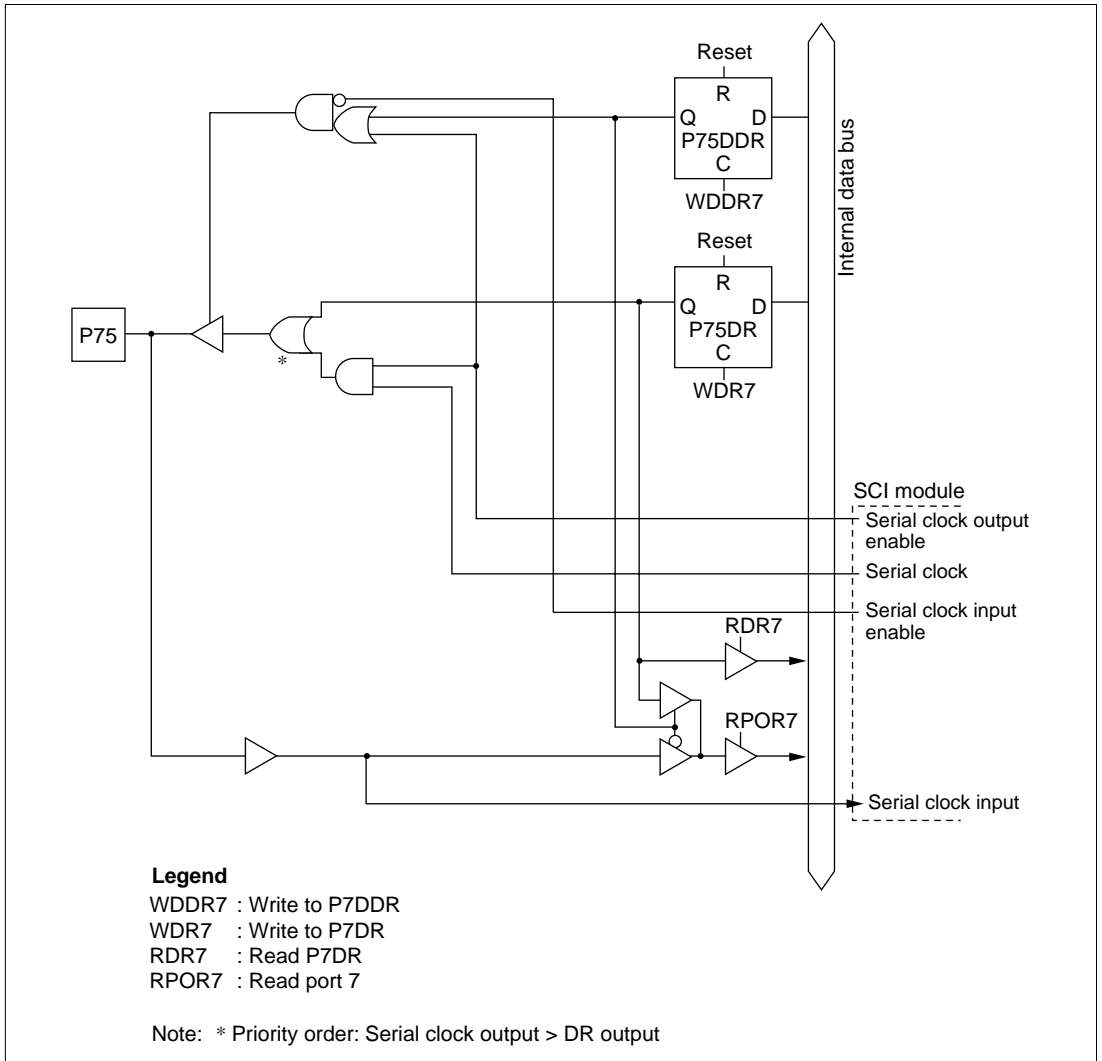 Reset
R
Q D
P75DDR
C
WDDR7
Internal data bus
Reset
R
Q D
P75DR
C
WDR7
P75
*
SCI module
Serial clock output
enable
Serial clock
Serial clock input
enable
RDR7
RPOR7
Serial clock input
Legend
WDDR7 : Write to P7DDR
WDR7 : Write to P7DR
RDR7 : Read P7DR
RPOR7 : Read port 7
Note: * Priority order: Serial clock output > DR output